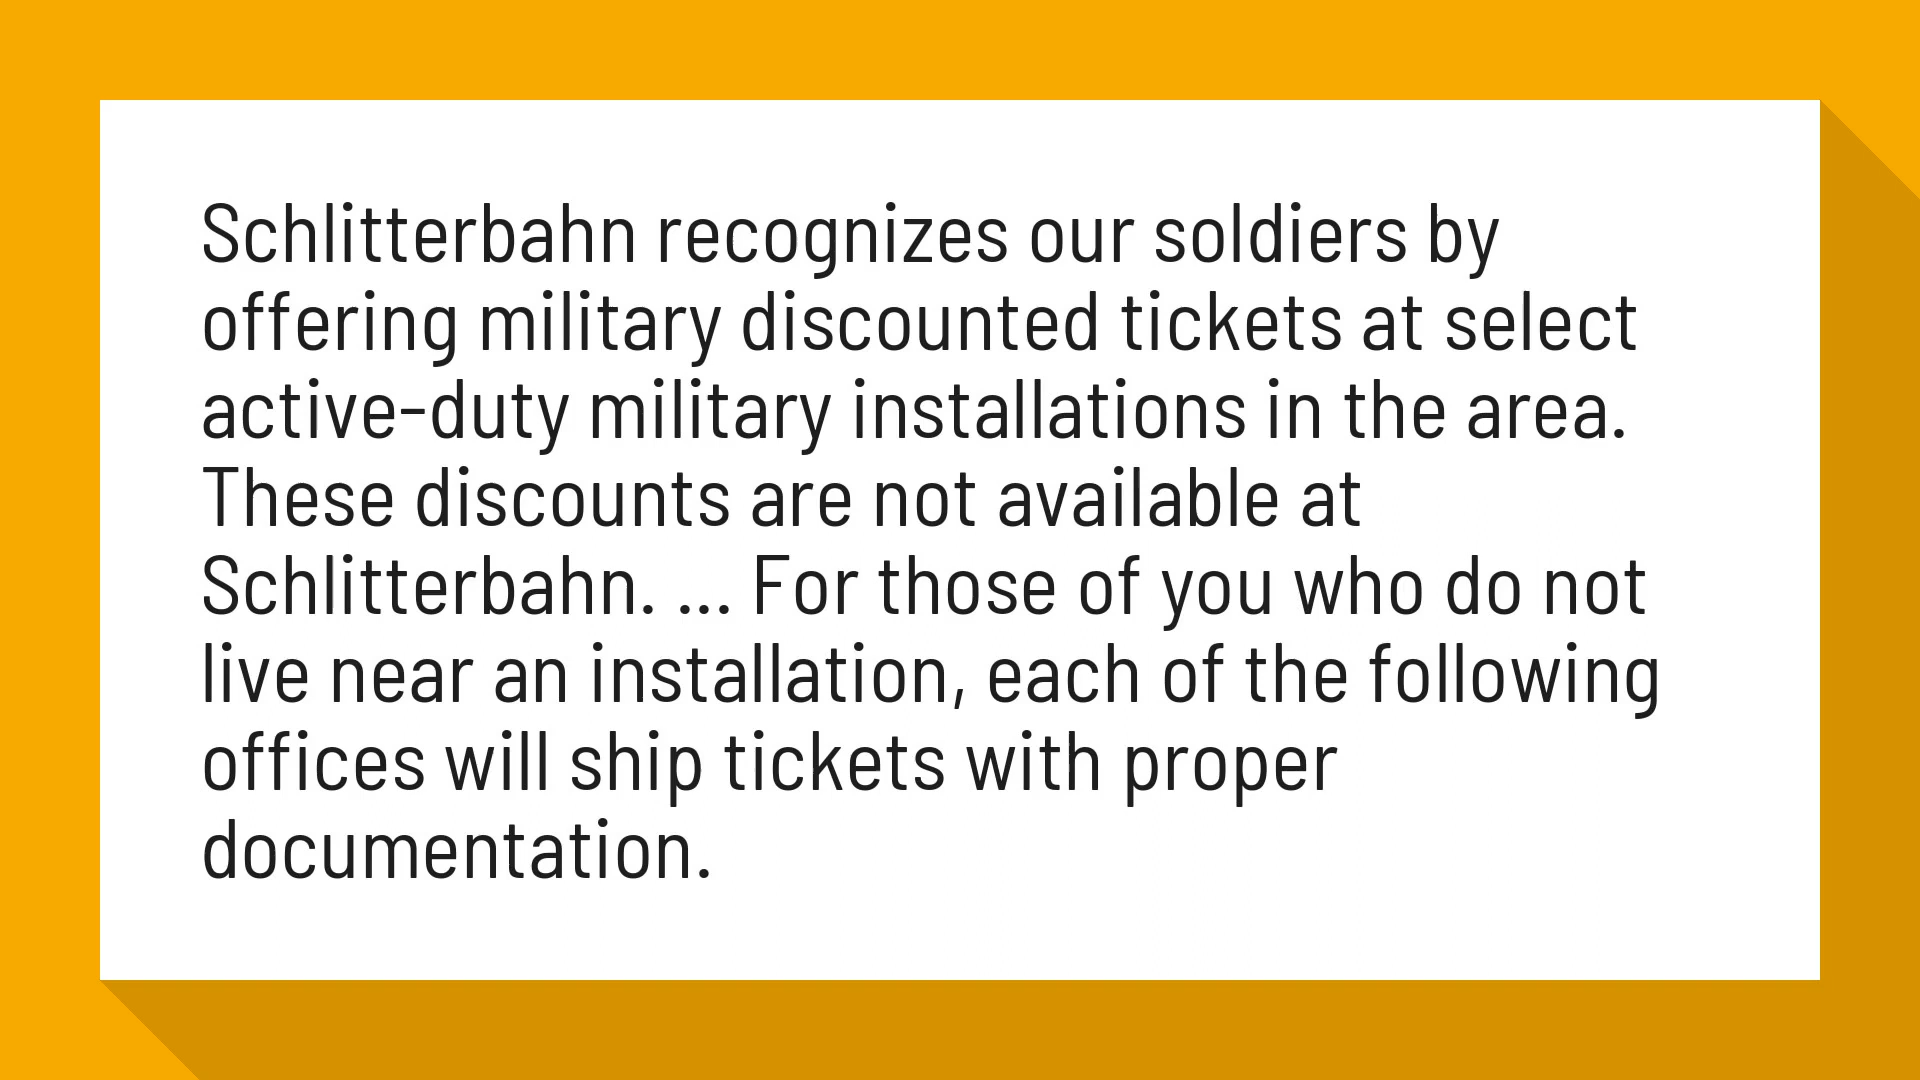 Schlitterbahn recognizes our soldiers by
offering military discounted tickets at select
active-duty military installations in the area.
These discounts are not available at
Schlitterbahn. ... For those of you who do not
live near an installation, each of the following
offices will ship tickets with proper
documentation.